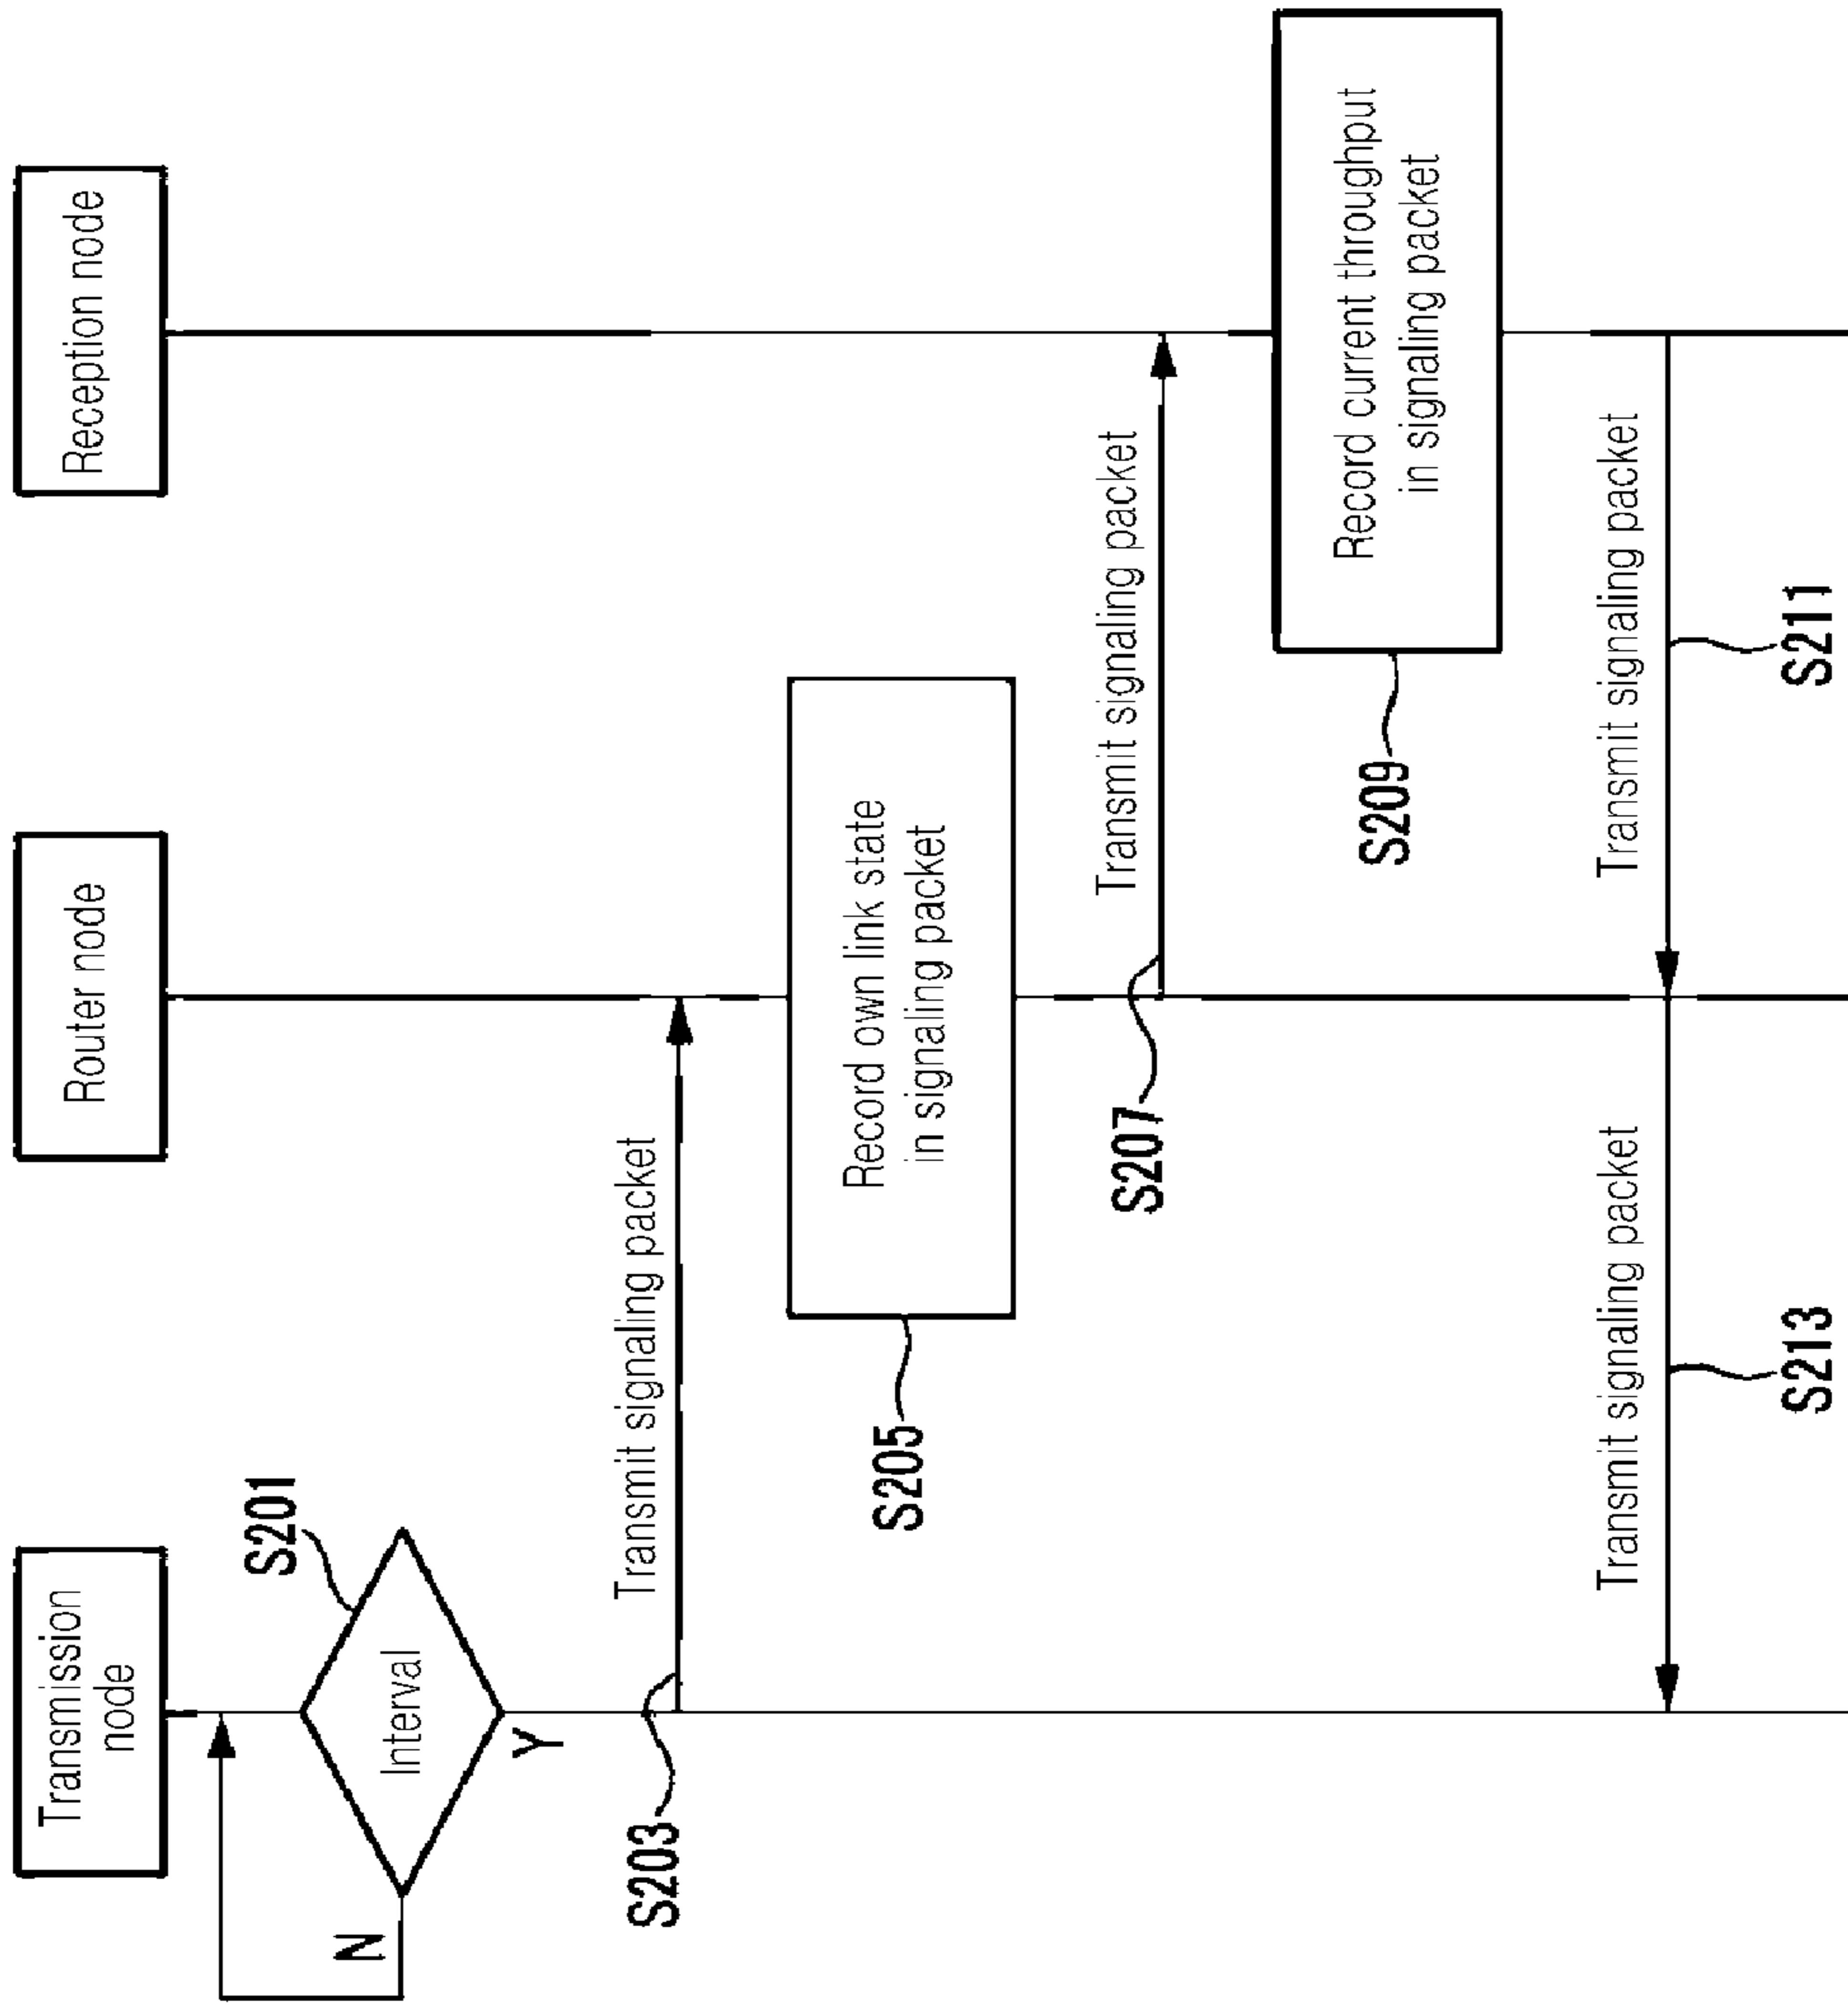 Transmission
node
Router node
Reception node
S201
Interval
N
Y
Transmit signaling packet
S203
Record own link state
in signaling packet
S205
Transmit signaling packet
S207
Record current throughput
in signaling packet
S209
Transmit signaling packet
S211
Transmit signaling packet
S213